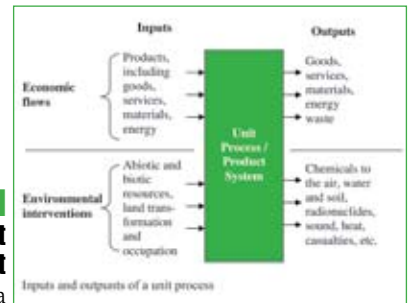 Inputs
Outputs
Economic
flows
Products,
including
goods,
services,
materials,
energy
Goods,
services,
materials,
energy
waste
Unit
Process /
Product
System
Environmental
interventions
Abiotic and
biotic
resources,
land trans-
formation
and
occupation
Chemicals to
the air, water
and soil,
radionuclides,
sound, heat,
casualties, etc.
Inputs and outputs of a unit process
t
t
a